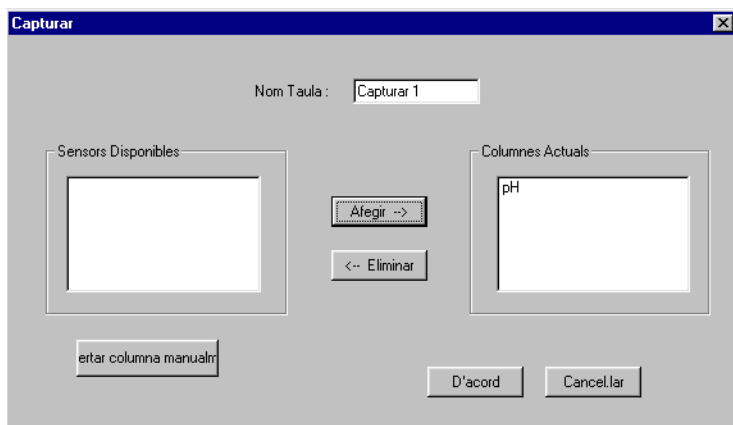 Capturar
Nom Taula :
Capturar 1
Sensors Disponibles
Columnes Actuals
pH
Afegir -->
<-- Eliminar
ertar columna manualm
D'acord
Cancel.lar